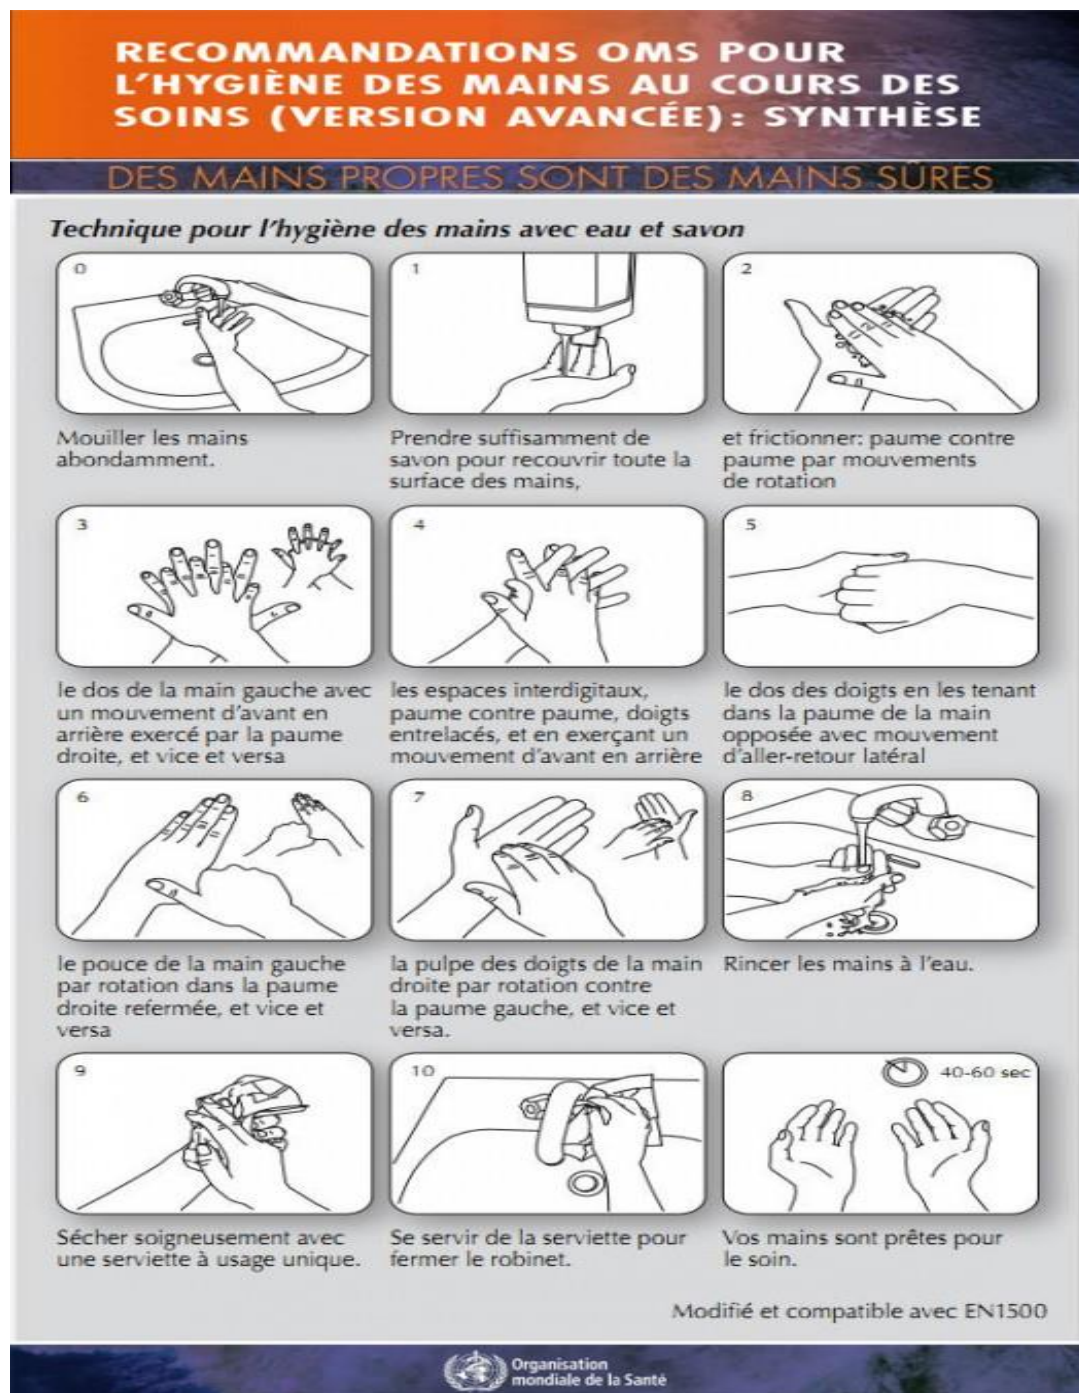 RECOMMANDATIONS OMS POUR
L'HYGIÈNE DES MAINS AU COURS DES
SOINS (VERSION AVANCÉE): SYNTHÈSE
DES MAINS PROPRES SONT DES MAINS SÛRES
Technique pour l'hygiène des mains avec eau et savon
0
Mouiller les mains
abondamment.
1
Prendre suffisamment de
savon pour recouvrir toute la
surface des mains,
2
et frictionner: paume contre
paume par mouvements
de rotation
3
le dos de la main gauche avec
un mouvement d'avant en
arrière exercé par la paume
droite, et vice et versa
4
les espaces interdigitaux,
paume contre paume, doigts
entrelacés, et en exerçant un
mouvement d'avant en arrière
5
le dos des doigts en les tenant
dans la paume de la main
opposée avec mouvement
d'aller-retour latéral
6
le pouce de la main gauche
par rotation dans la paume
droite refermée, et vice et
versa
7
la pulpe des doigts de la main
droite par rotation contre
la paume gauche, et vice et
versa.
8
Rincer les mains à l'eau.
9
Sécher soigneusement avec
une serviette à usage unique.
10
Se servir de la serviette pour
fermer le robinet.
40-60 sec
Vos mains sont prêtes pour
le soin.
Modifié et compatible avec EN1500
Organisation
mondiale de la Santé